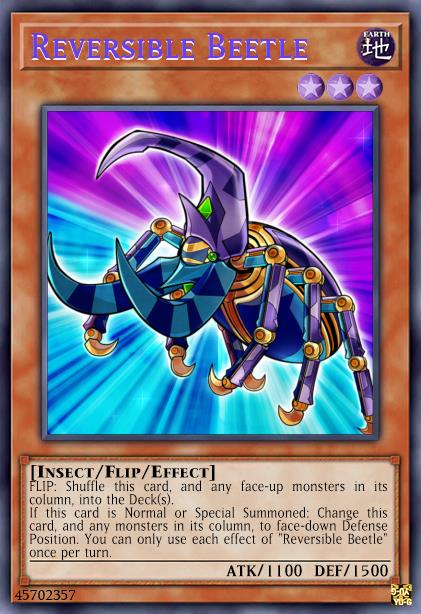 REVERSIBLE BEETLE
EARTH
地
[INSECT/FLIP/EFFECT]
FLIP: Shuffle this card, and any face-up monsters in its
column, into the Deck(s).
If this card is Normal or Special Summoned: Change this
card, and any monsters in its column, to face-down Defense
Position. You can only use each effect of "Reversible Beetle"
once per turn.
ATK/1100 DEF/1500
45702357